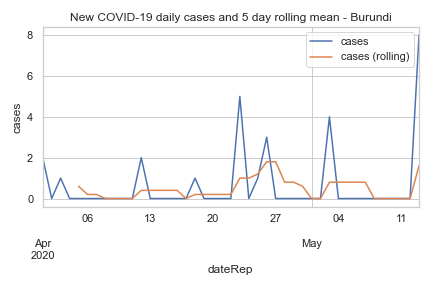 New COVID-19 daily cases and 5 day rolling mean - Burundi
cases
cases (rolling)
8
6
4
2
0
cases
06
13
20
27
04
11
Apr
2020
May
dateRep